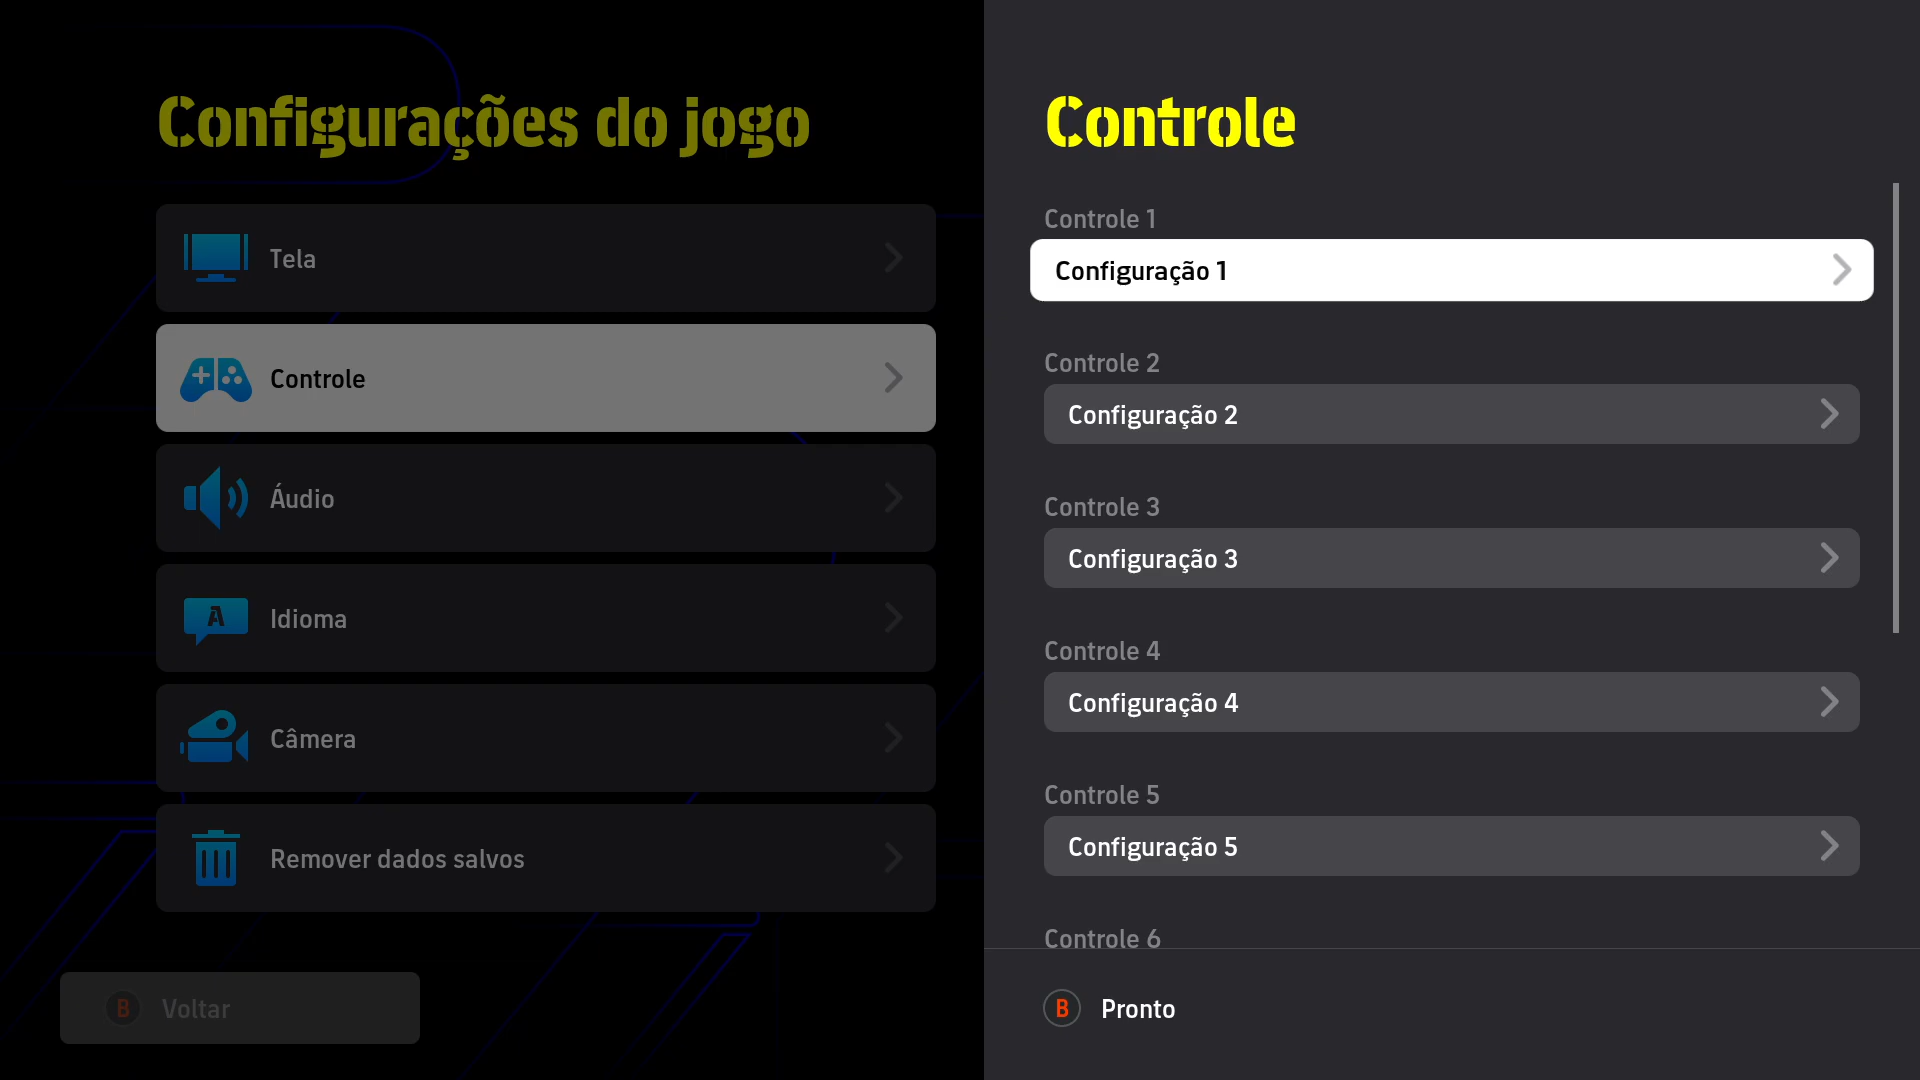 Configurações do jogo
Tela
Controle
Áudio
A
Idioma
Câmera
Remover dados salvos
B Voltar
Controle
Controle 1
Configuração 1
Controle 2
Configuração 2
Controle 3
Configuração 3
Controle 4
Configuração 4
Controle 5
Configuração 5
Controle 6
B Pronto